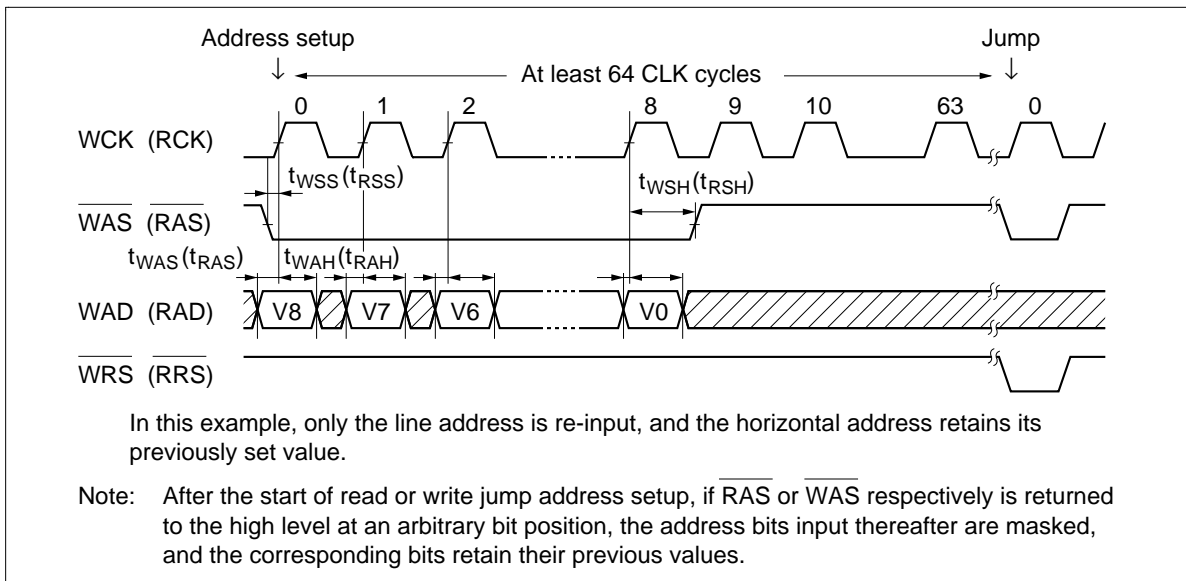 Address setup
Jump
At least 64 CLK cycles
0 1 2 8 9 10 63 0
WCK (RCK)
tWSS (tRSS)
tWSH (tRSH)
WAS (RAS)
tWAS (tRAS)
tWAH (tRAH)
WAD (RAD)
V8 V7 V6 V0
WRS (RRS)
In this example, only the line address is re-input, and the horizontal address retains its
previously set value.
Note: After the start of read or write jump address setup, if RAS or WAS respectively is returned
to the high level at an arbitrary bit position, the address bits input thereafter are masked,
and the corresponding bits retain their previous values.